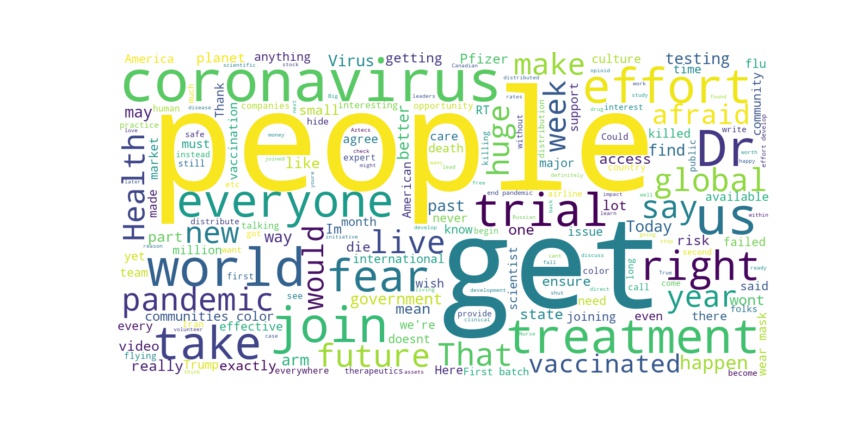 America planet anything Virus getting Pfizer make culture testing flu
coronavirus effort time
may human Thank companies small interesting opportunity RT week support afraid community
people
disease vaccination hide better huge distribution interest killed write
practice love safe must instead still market Health made
money joined Aztecs agree expert check might care death killing without major Could access find Dr public
like etc American country global
everyone past trial lot say us available
distribute new talking got way month Im never know begin one issue Today within
part million want die live international get right risk failed
yet team world first would fear wish scientist color ensure long call second come year said wont
pandemic see government mean provide clinical state need joining even there folks
communities color join future treatment
every effective we're doesnt
video take arm That vaccinated happen wear mask
flying really Trump exactly everywhere therapeutics assets Here First batch become
end pandemic airline impact Russian development develop
volunteer case reason think initiative
scientific stock Canadian leaders distributed rates opioid work study drug found
effort develop worth happy definitely free lead learn discuss direct shut fall cant True ready